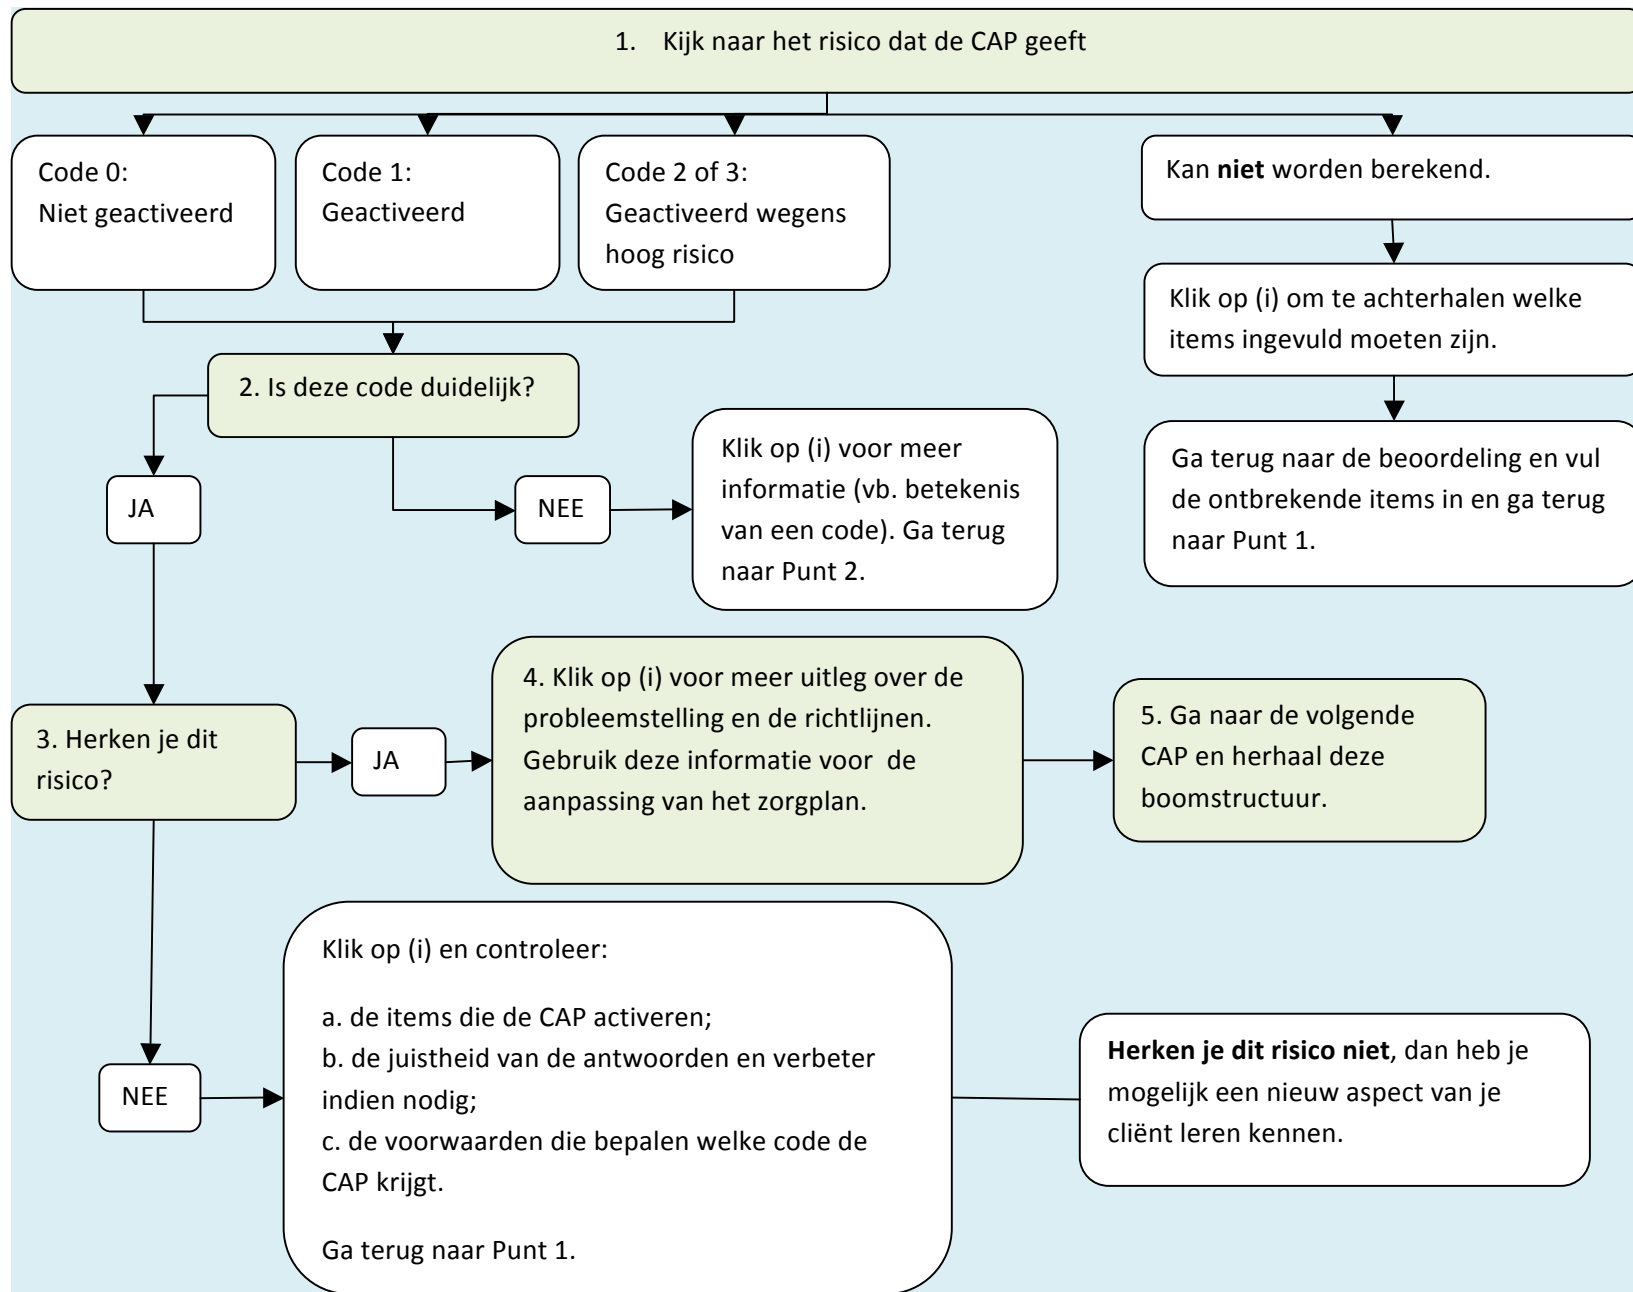 1. Kijk naar het risico dat de CAP geeft
Code 0:
Niet geactiveerd
Code 1:
Geactiveerd
Code 2 of 3:
Geactiveerd wegens
hoog risico
Kan niet worden berekend.
Klik op (i) om te achterhalen welke
items ingevuld moeten zijn.
Ga terug naar de beoordeling en vul
de ontbrekende items in en ga terug
naar Punt 1.
2. Is deze code duidelijk?
JA
NEE
Klik op (i) voor meer
informatie (vb. betekenis
van een code). Ga terug
naar Punt 2.
3. Herken je dit
risico?
JA
4. Klik op (i) voor meer uitleg over de
probleemstelling en de richtlijnen.
Gebruik deze informatie voor de
aanpassing van het zorgplan.
5. Ga naar de volgende
CAP en herhaal deze
boomstructuur.
NEE
Klik op (i) en controleer:
a. de items die de CAP activeren;
b. de juistheid van de antwoorden en verbeter
indien nodig;
c. de voorwaarden die bepalen welke code de
CAP krijgt.
Ga terug naar Punt 1.
Herken je dit risico niet, dan heb je
mogelijk een nieuw aspect van je
cliënt leren kennen.